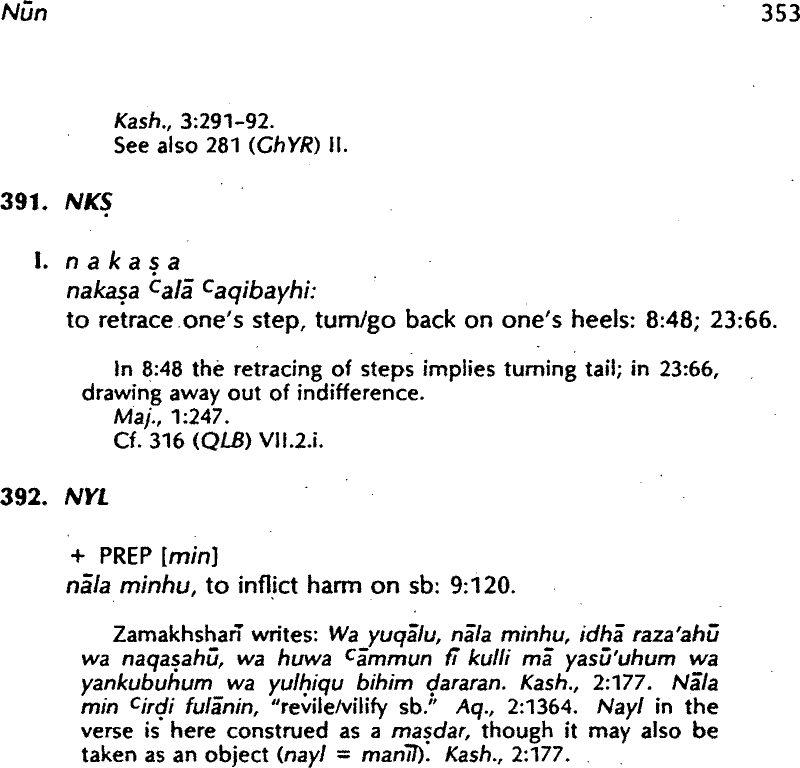 Nūn 353
Kash., 3:291–92.
See also 281 (GhYR) II.
391. NKṢ
I. n a k a ṣ a
nakaṣa ᶜalā ᶜaqibayhi:
to retrace one's step, turn/go back on one's heels: 8:48; 23:66.
In 8:48 the retracing of steps implies turning tail; in 23:66,
drawing away out of indifference.
Maj., 1:247.
Cf. 316 (QLB) VII.2.i.
392. NYL
+ PREP [min]
nāla minhu, to inflict harm on sb: 9:120.
Zamakhsharī writes: Wa yuqālu, nāla minhu, idhā raza'ahū
wa naqaṣahū, wa huwa ᶜāmmun fī kulli mā yasū'uhum wa
yankubuhum wa yulḥiqu bihim ḍararan. Kash., 2:177. Nāla
min ᶜirḍi fulānin, "revile/vilify sb." Aq., 2:1364. Nayl in the
verse is here construed as a maṣdar, though it may also be
taken as an object (nayl = manīl). Kash., 2:177.